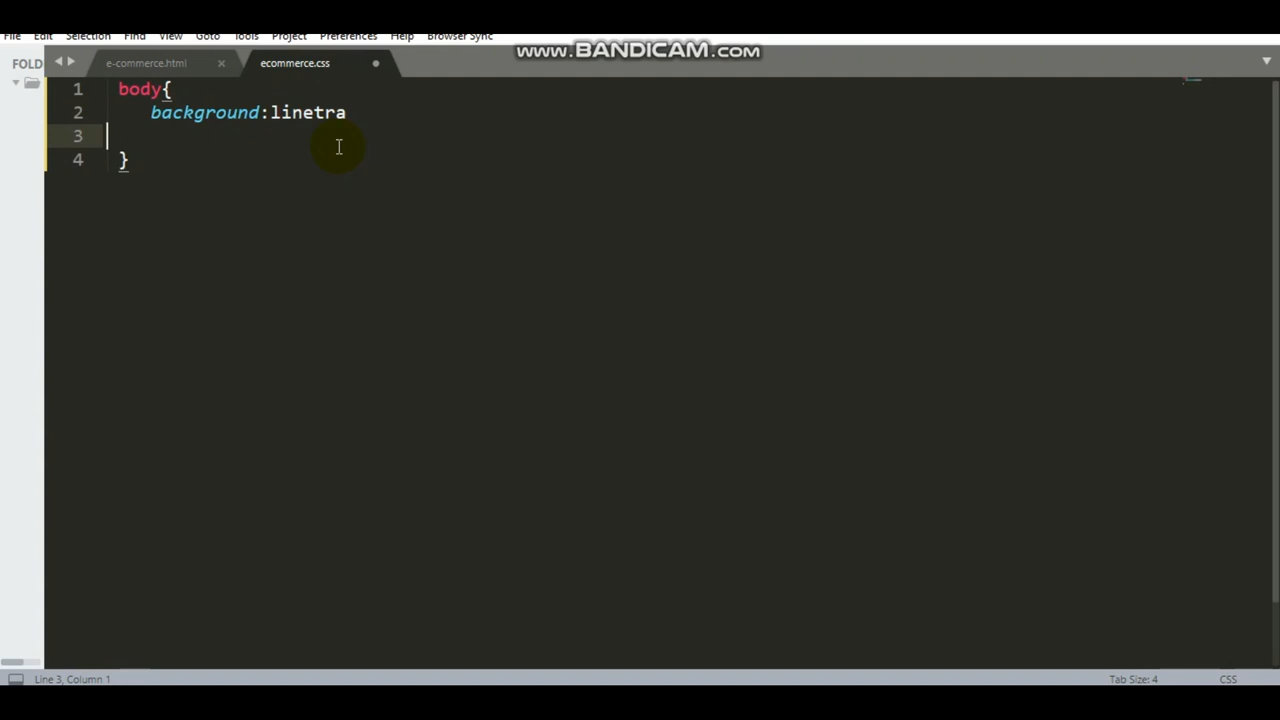 www.BANDICAM.com
File Edit Selection Find View Goto Tools Project Preferences Help Browser Sync
FOLD
e-commerce.html
ecommerce.css
1 body{
2 background:linetra
3
4 }
Line 3, Column 1
Tab Size: 4
CSS